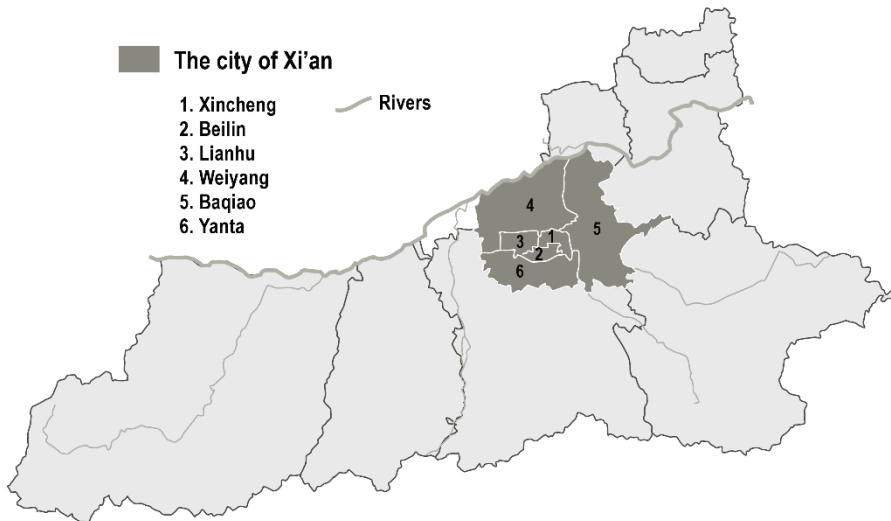 The city of Xi'an
1. Xincheng
2. Beilin
3. Lianhu
4. Weiyang
5. Baqiao
6. Yanta
Rivers
4
5
3
1
2
6